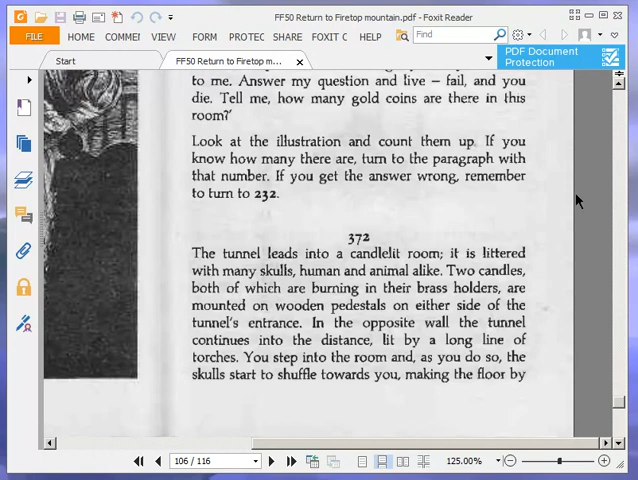 FF50 Return to Firetop mountain.pdf - Foxit Reader
FILE HOME COMMEI VIEW FORM PROTEC SHARE FOXIT C HELP Find
Start FF50 Return to Firetop m...
PDF Document
Protection
to me. Answer my question and live – fail, and you
die. Tell me, how many gold coins are there in this
room?'
Look at the illustration and count them up. If you
know how many there are, turn to the paragraph with
that number. If you get the answer wrong, remember
to turn to 232.
372
The tunnel leads into a candlelit room; it is littered
with many skulls, human and animal alike. Two candles,
both of which are burning in their brass holders, are
mounted on wooden pedestals on either side of the
tunnel's entrance. In the opposite wall the tunnel
continues into the distance, lit by a long line of
torches. You step into the room and, as you do so, the
skulls start to shuffle towards you, making the floor by
106 / 116 125.00%